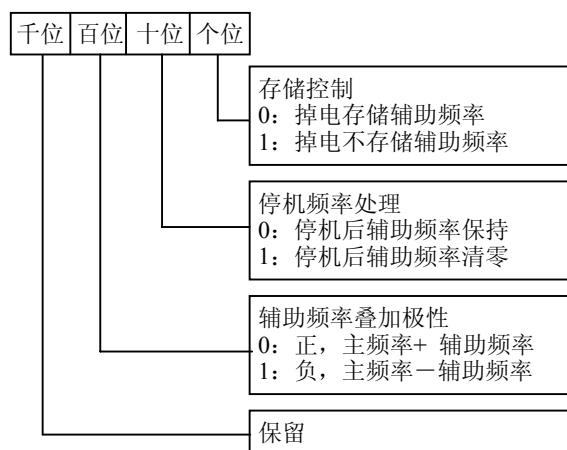 千位 百位 十位 个位
存储控制
0：掉电存储辅助频率
1：掉电不存储辅助频率
停机频率处理
0：停机后辅助频率保持
1：停机后辅助频率清零
辅助频率叠加极性
0：正，主频率+ 辅助频率
1：负，主频率－辅助频率
保留